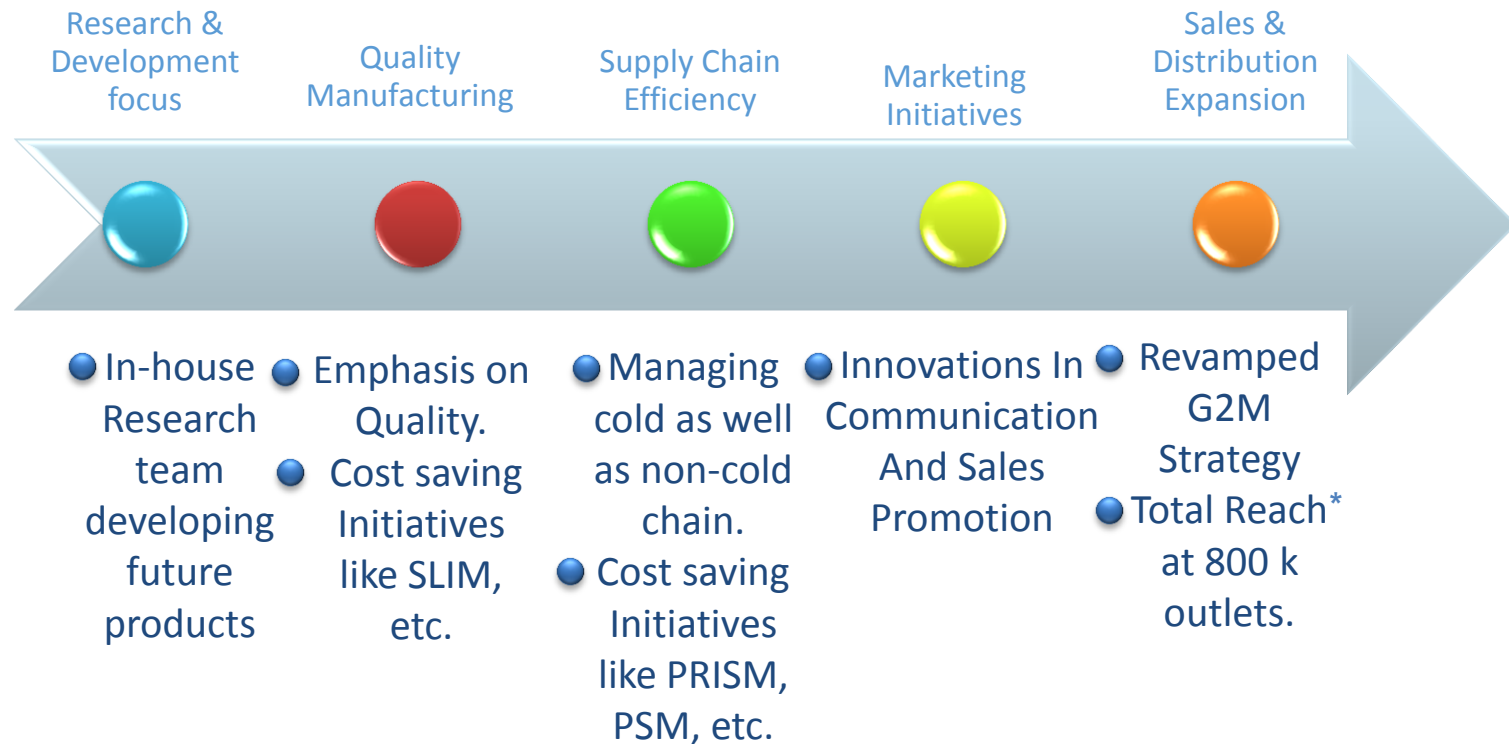 Research &
Development
focus
Quality
Manufacturing
Supply Chain
Efficiency
Marketing
Initiatives
Sales &
Distribution
Expansion
In-house
Research
team
developing
future
products
Emphasis on
Quality.
Cost saving
Initiatives
like SLIM,
etc.
Managing
cold as well
as non-cold
chain.
Cost saving
Initiatives
like PRISM,
PSM, etc.
Innovations In
Communication
And Sales
Promotion
Revamped
G2M
Strategy
Total Reach*
at 800 k
outlets.